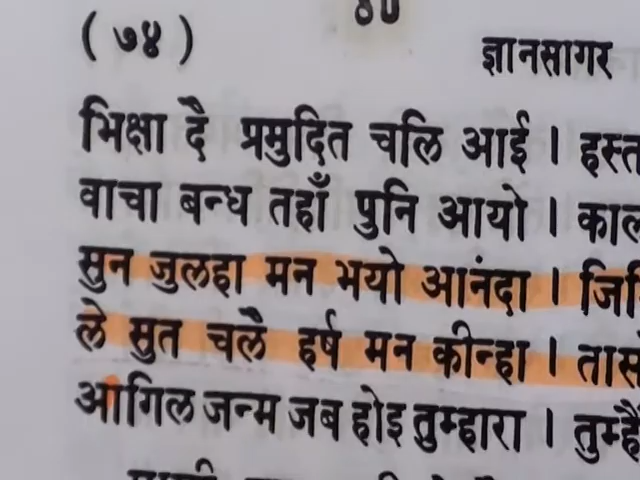 ४०
( ७४ )
ज्ञानसागर
भिक्षा दै प्रमुदित चलि आई । हस्त
वाचा बन्ध तहाँ पुनि आयो । काल
सुन जुलहा मन भयो आनंदा । जिमि
ले सुत चलै हर्ष मन कीन्हा । तास
आगिल जन्म जब होइ तुम्हारा । तुम्हैं